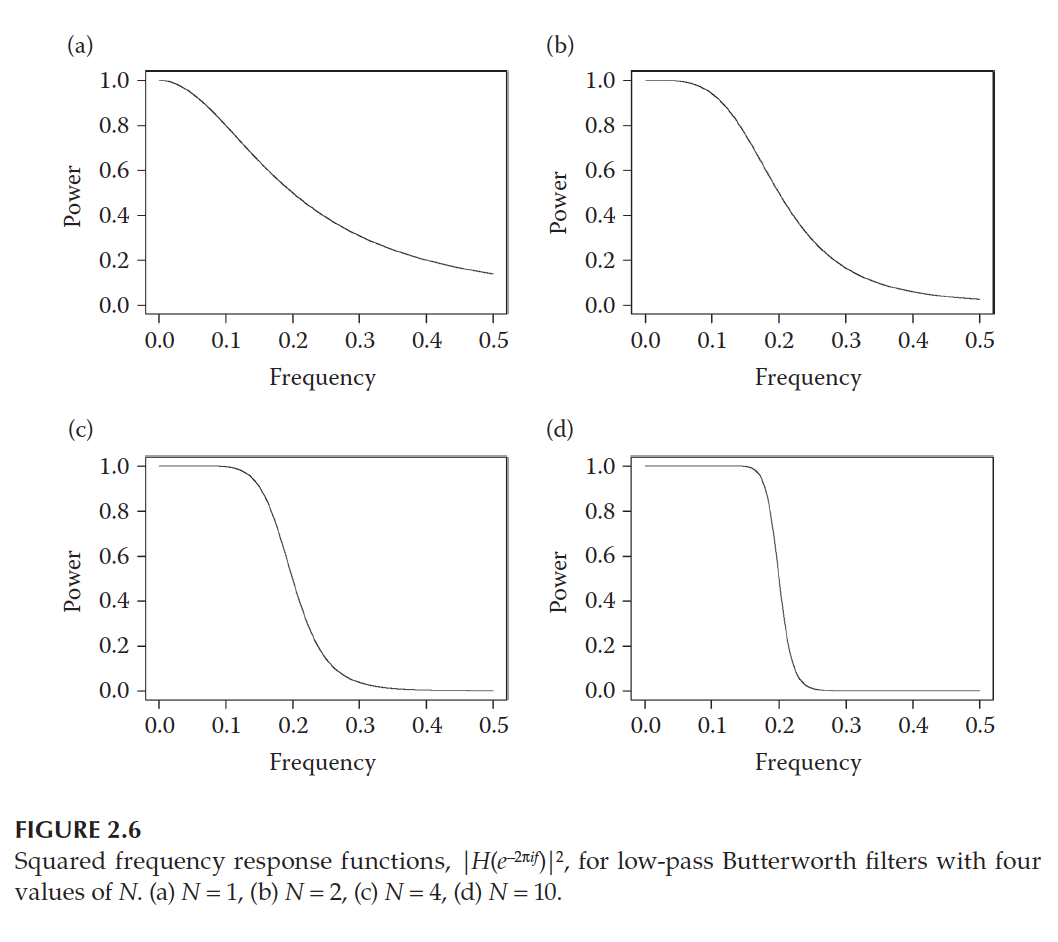 (a)
1.0
0.8
0.6
0.4
0.2
0.0
Power
0.0 0.1 0.2 0.3 0.4 0.5
Frequency
(b)
1.0
0.8
0.6
0.4
0.2
0.0
Power
0.0 0.1 0.2 0.3 0.4 0.5
Frequency
(c)
1.0
0.8
0.6
0.4
0.2
0.0
Power
0.0 0.1 0.2 0.3 0.4 0.5
Frequency
(d)
1.0
0.8
0.6
0.4
0.2
0.0
Power
0.0 0.1 0.2 0.3 0.4 0.5
Frequency
FIGURE 2.6
Squared frequency response functions, |H(e⁻²πif)|², for low-pass Butterworth filters with four
values of N. (a) N = 1, (b) N = 2, (c) N = 4, (d) N = 10.